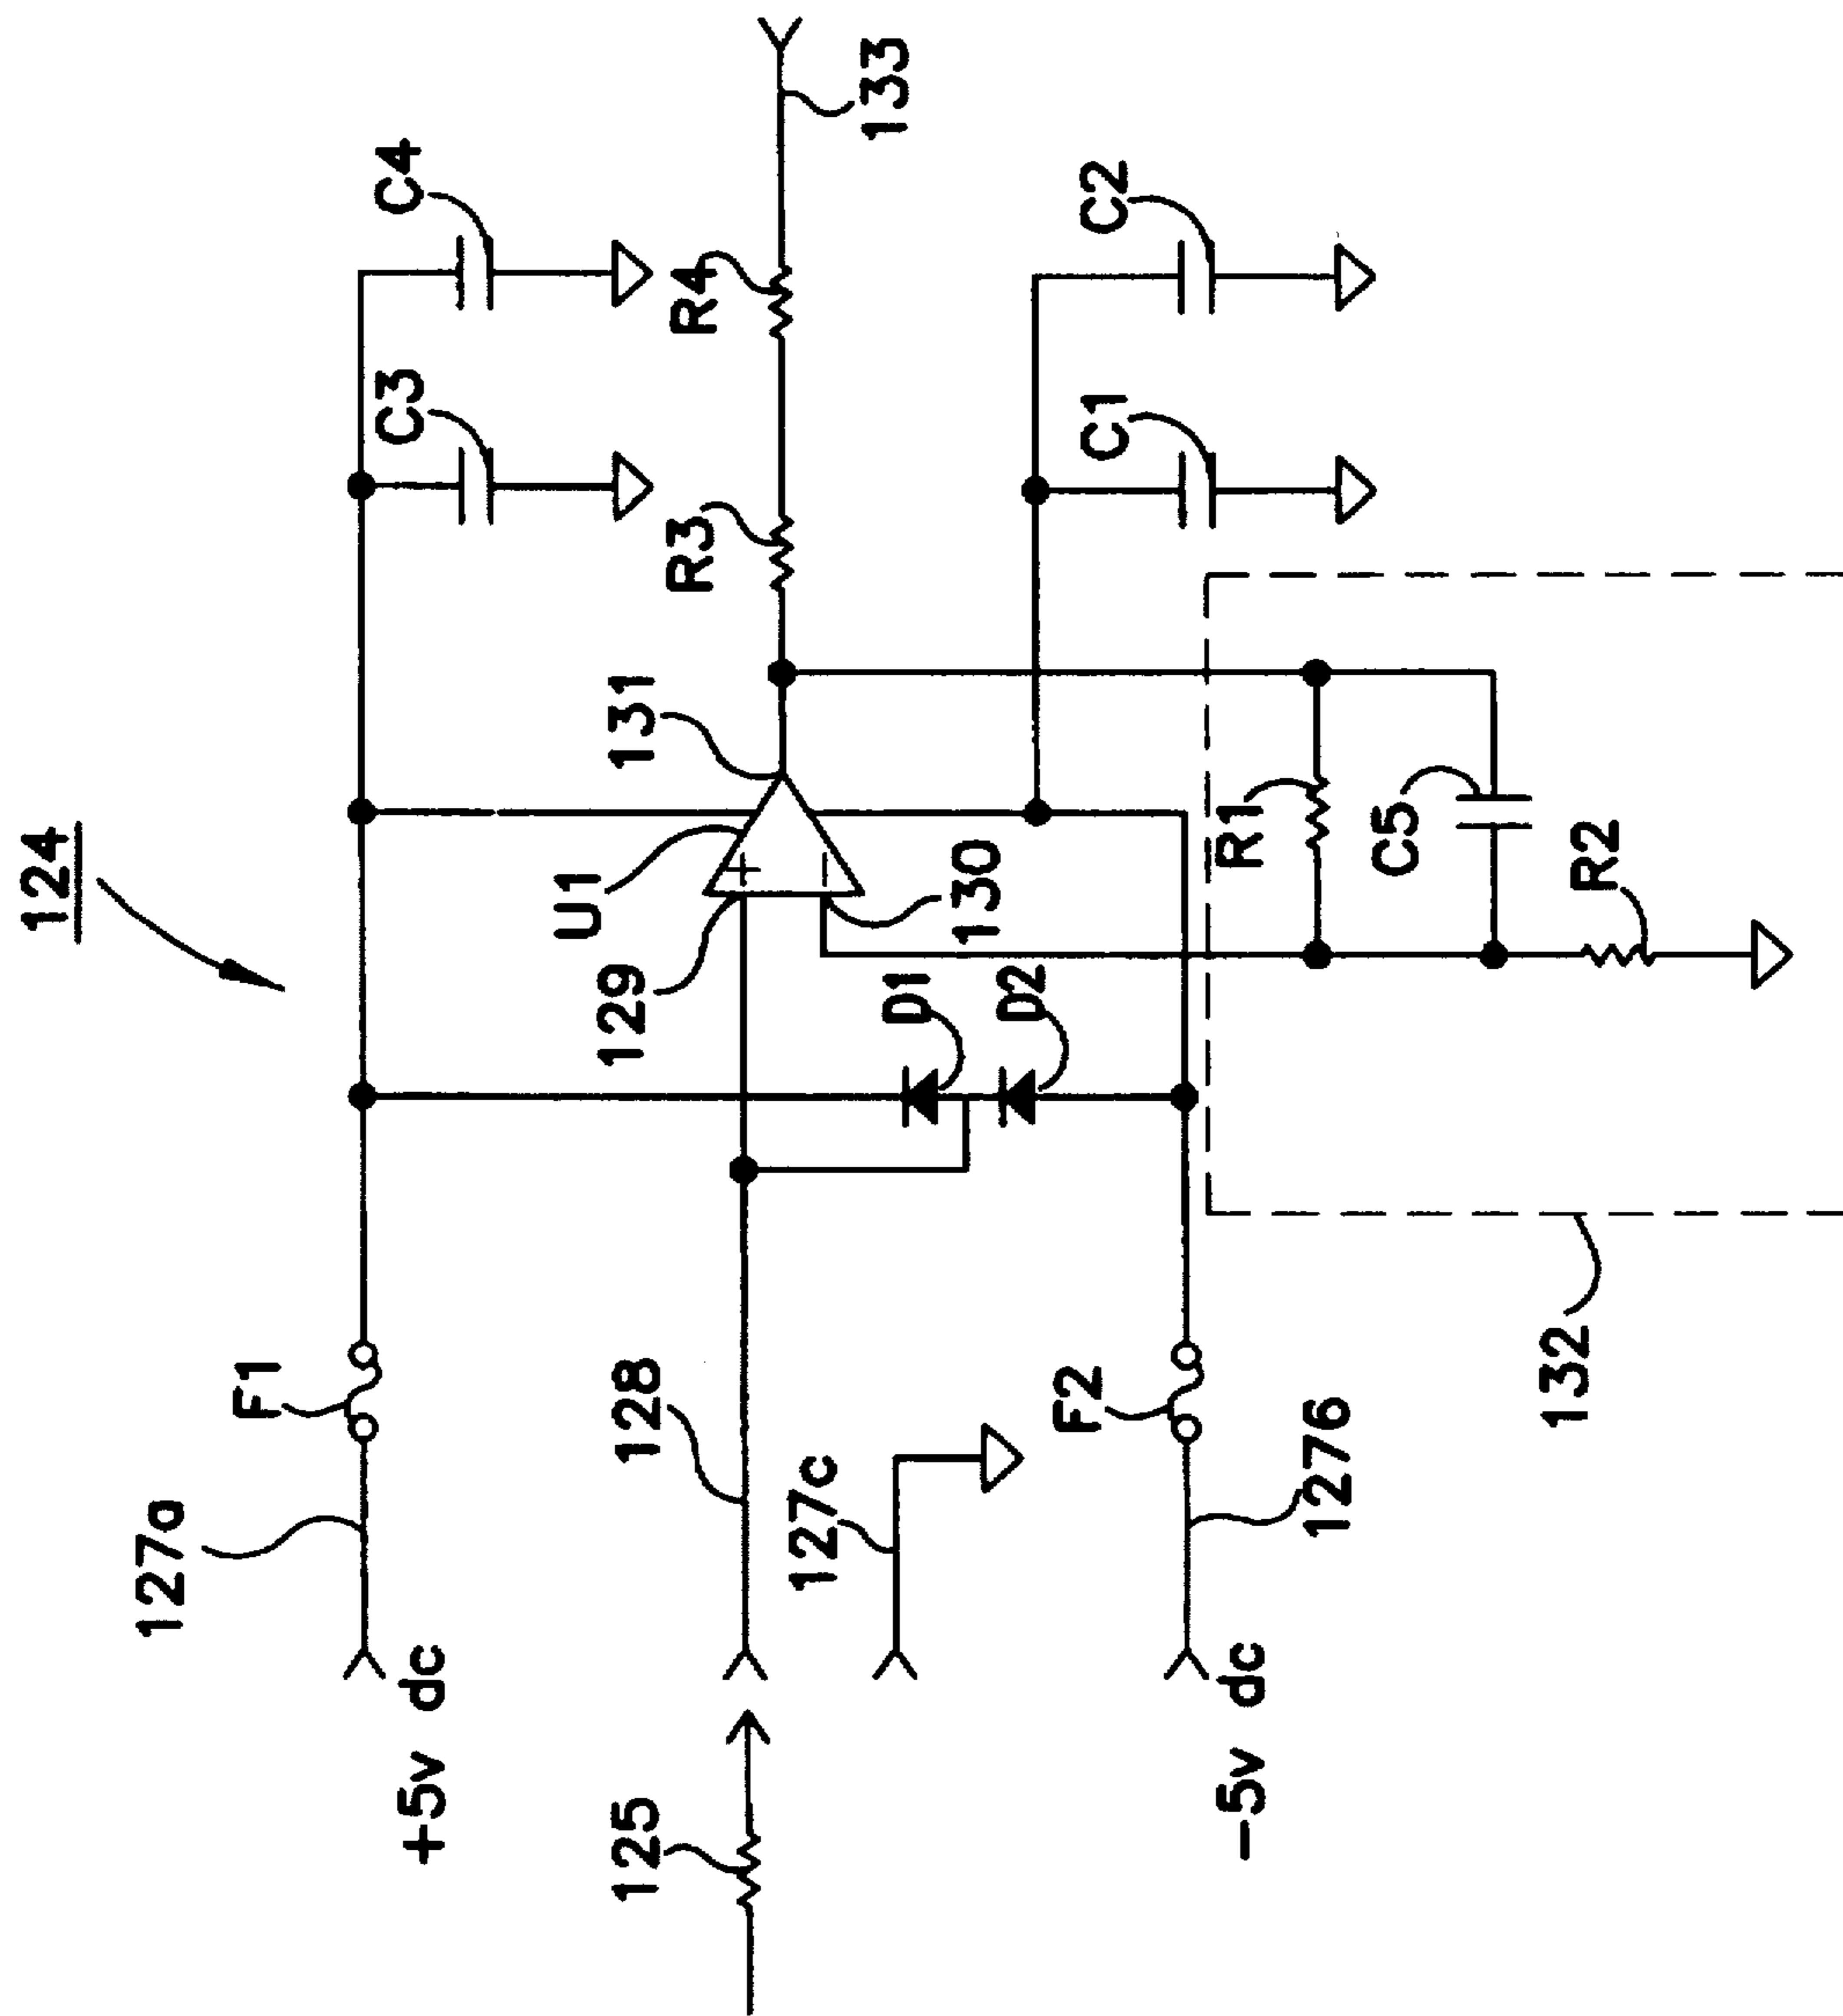 124
127a
F1
+5v dc
C3
C4
U1
125
128
129
131
R3
R4
127c
133
D1
130
D2
F2
C1
C2
-5v dc
R1
1276
C5
132
R2
+
−